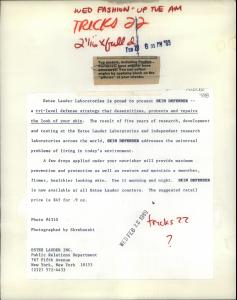 WED FASHION - UP THE AM
TRICKS 22
Estee Lauder Laboratories is proud to present SKIN DEFENDER --
a tri-level defense strategy that desensitizes, protects and repairs
the look of your skin. The result of five years of research, development
and testing at the Estee Lauder Laboratories and independent research
laboratories across the world, SKIN DEFENDER addresses the universal
problems of living in today's environment.
A few drops added under your nourisher will provide maximum
prevention and protection as well as restore and maintain a smoother,
firmer, healthier looking skin. Use it morning and night. SKIN DEFENDER
is now available at all Estee Lauder counters. The suggested retail
price is $45 for .9 oz.
Photo #4350
Photographed by Skrebneski
tricks 22
?
ESTEE LAUDER INC.
Public Relations Department
767 Fifth Avenue
New York, New York 10153
(212) 572-4433